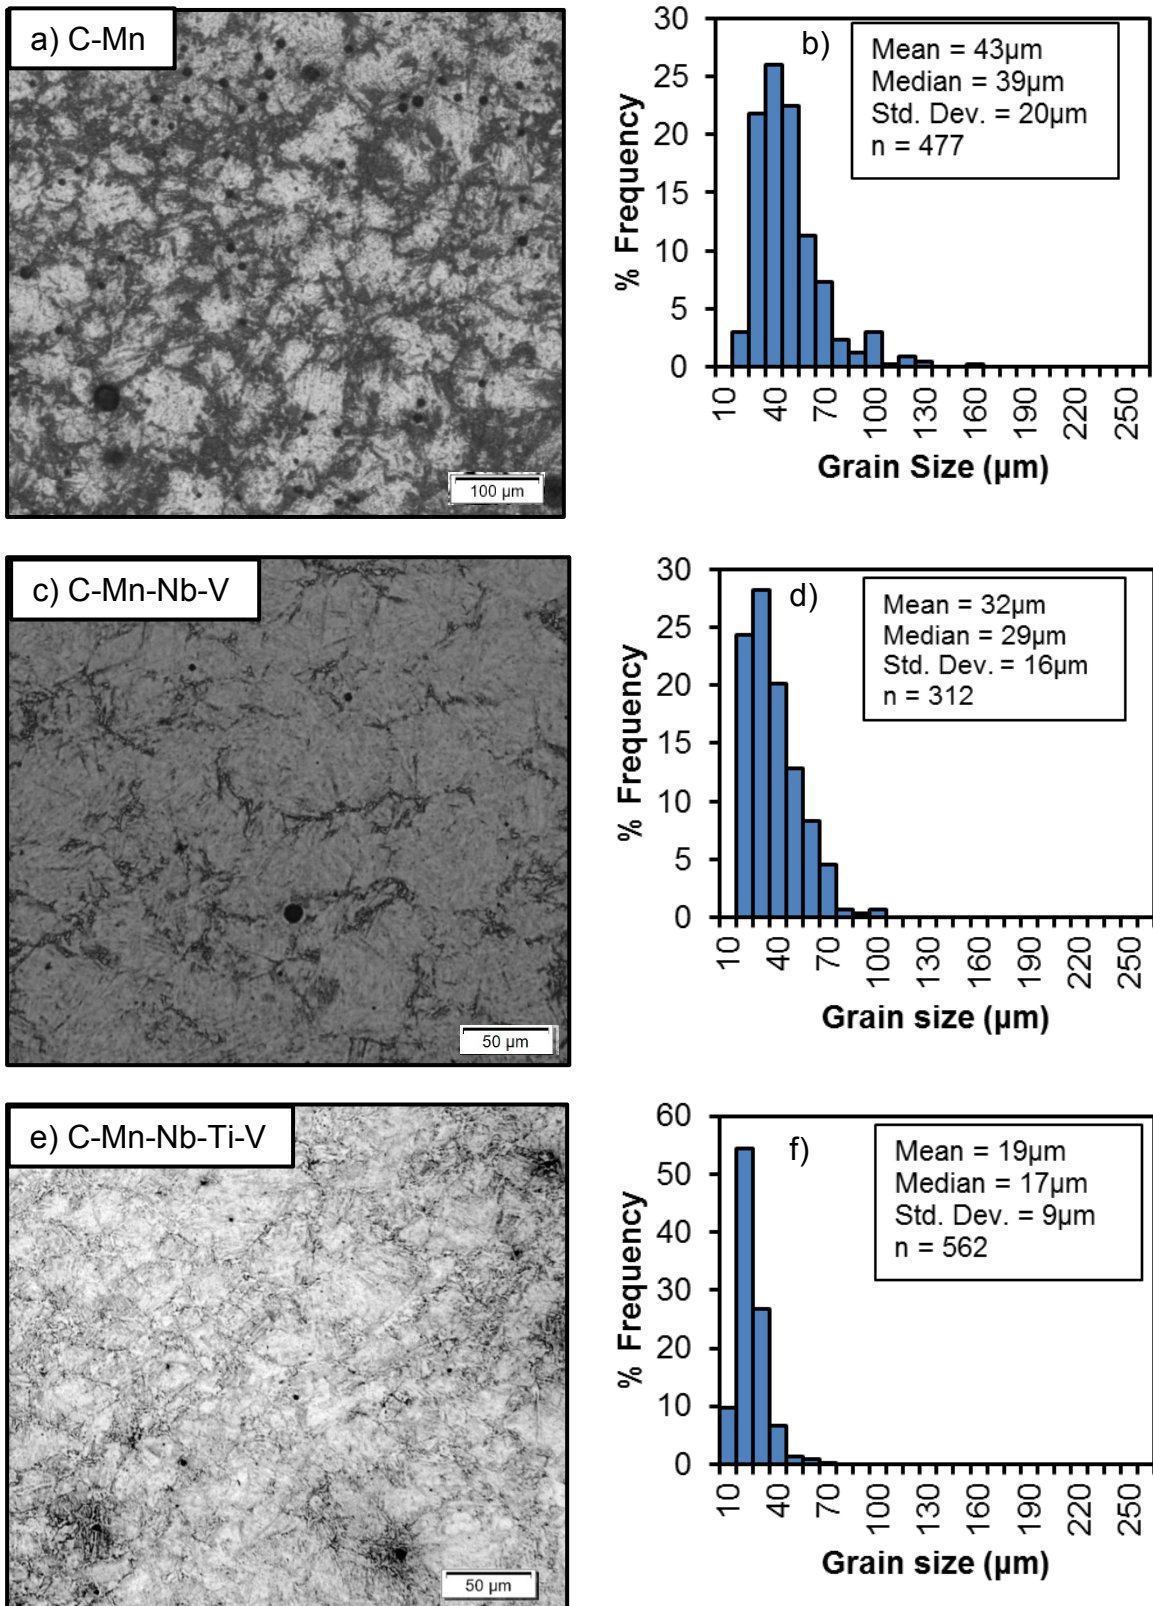 a) C-Mn
100 µm
b)
Mean = 43µm
Median = 39µm
Std. Dev. = 20µm
n = 477
% Frequency
30
25
20
15
10
5
0
10 40 70 100 130 160 190 220 250
Grain Size (µm)
c) C-Mn-Nb-V
50 µm
d)
Mean = 32µm
Median = 29µm
Std. Dev. = 16µm
n = 312
% Frequency
30
25
20
15
10
5
0
10 40 70 100 130 160 190 220 250
Grain size (µm)
e) C-Mn-Nb-Ti-V
50 µm
f)
Mean = 19µm
Median = 17µm
Std. Dev. = 9µm
n = 562
% Frequency
60
50
40
30
20
10
0
10 40 70 100 130 160 190 220 250
Grain size (µm)